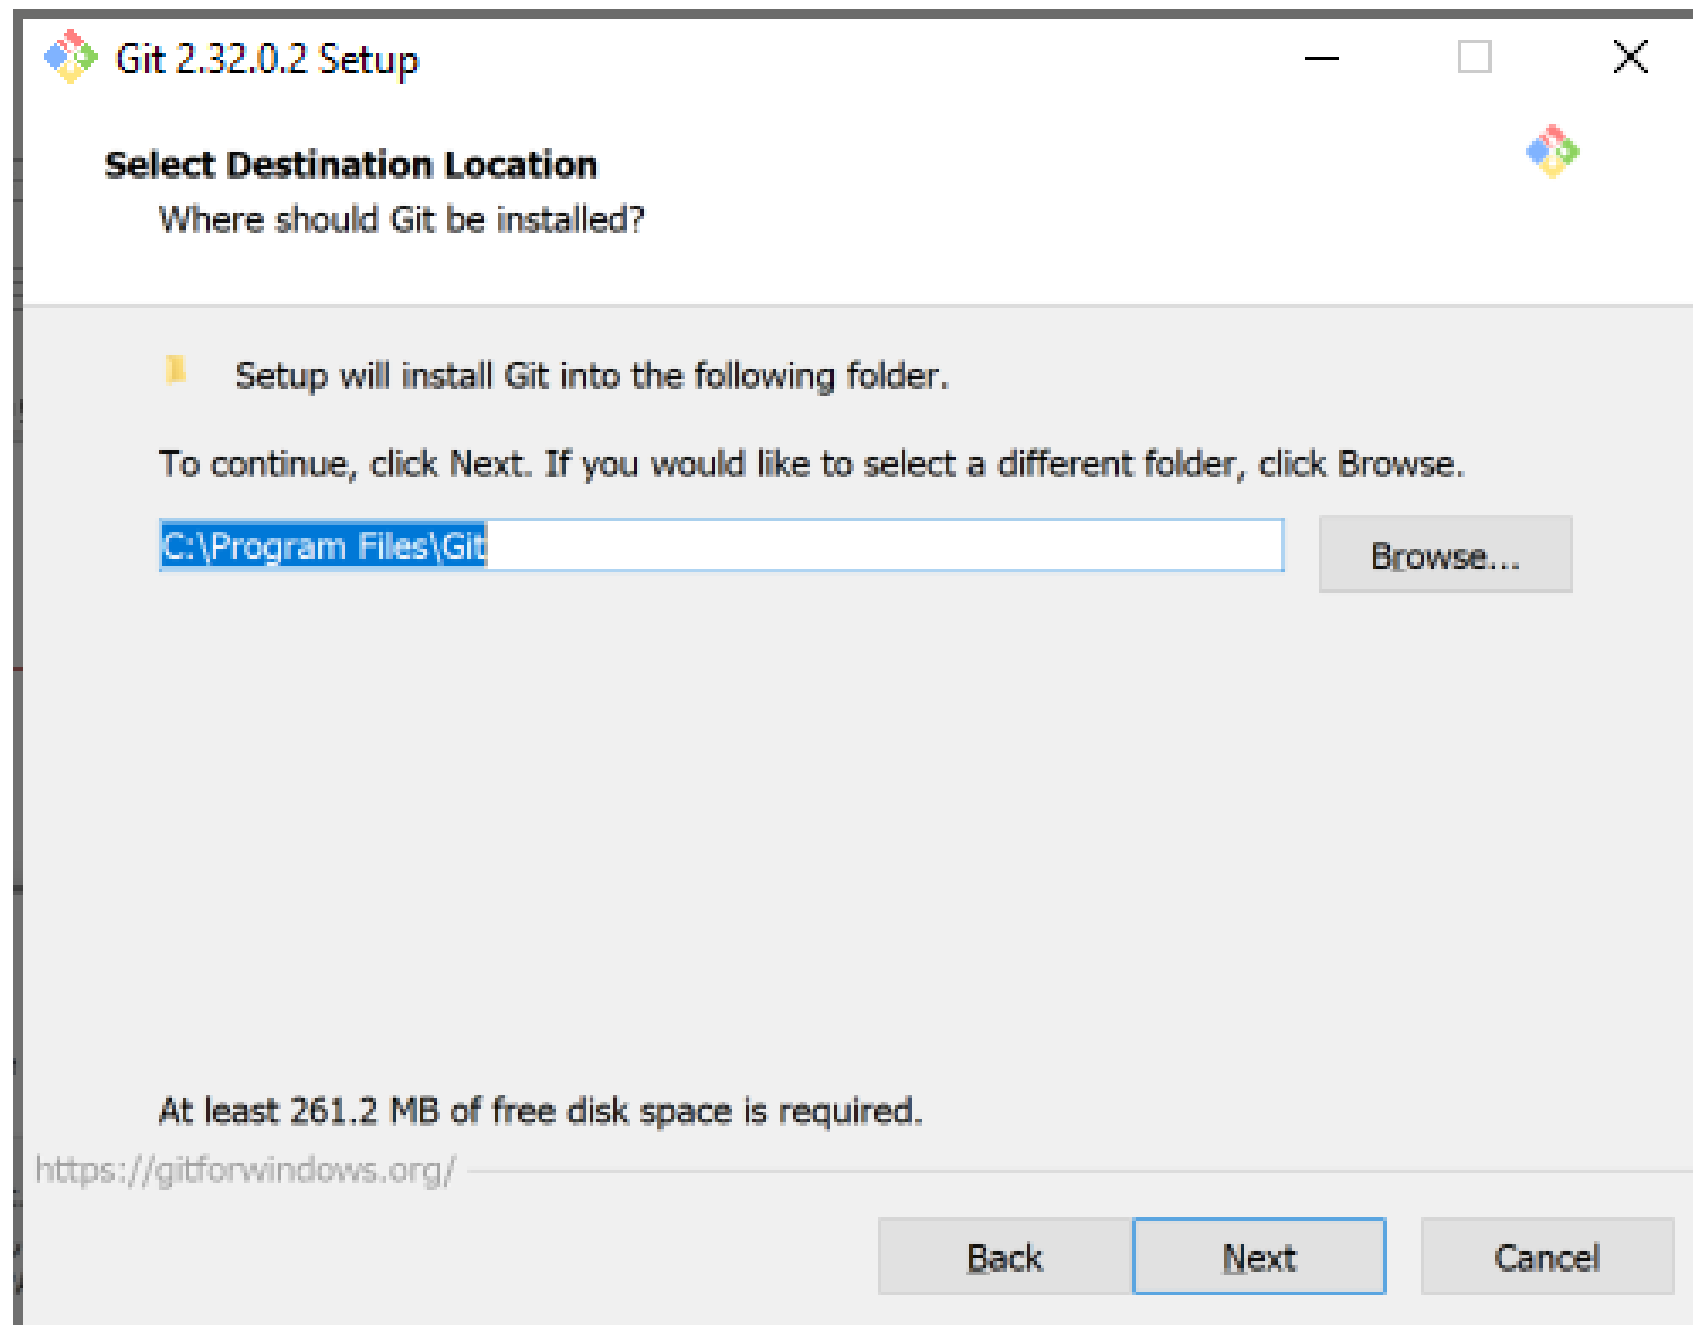 Git 2.32.0.2 Setup
Select Destination Location
Where should Git be installed?
Setup will install Git into the following folder.
To continue, click Next. If you would like to select a different folder, click Browse.
C:\Program Files\Git
Browse...
At least 261.2 MB of free disk space is required.
https://gitforwindows.org/
Back Next Cancel